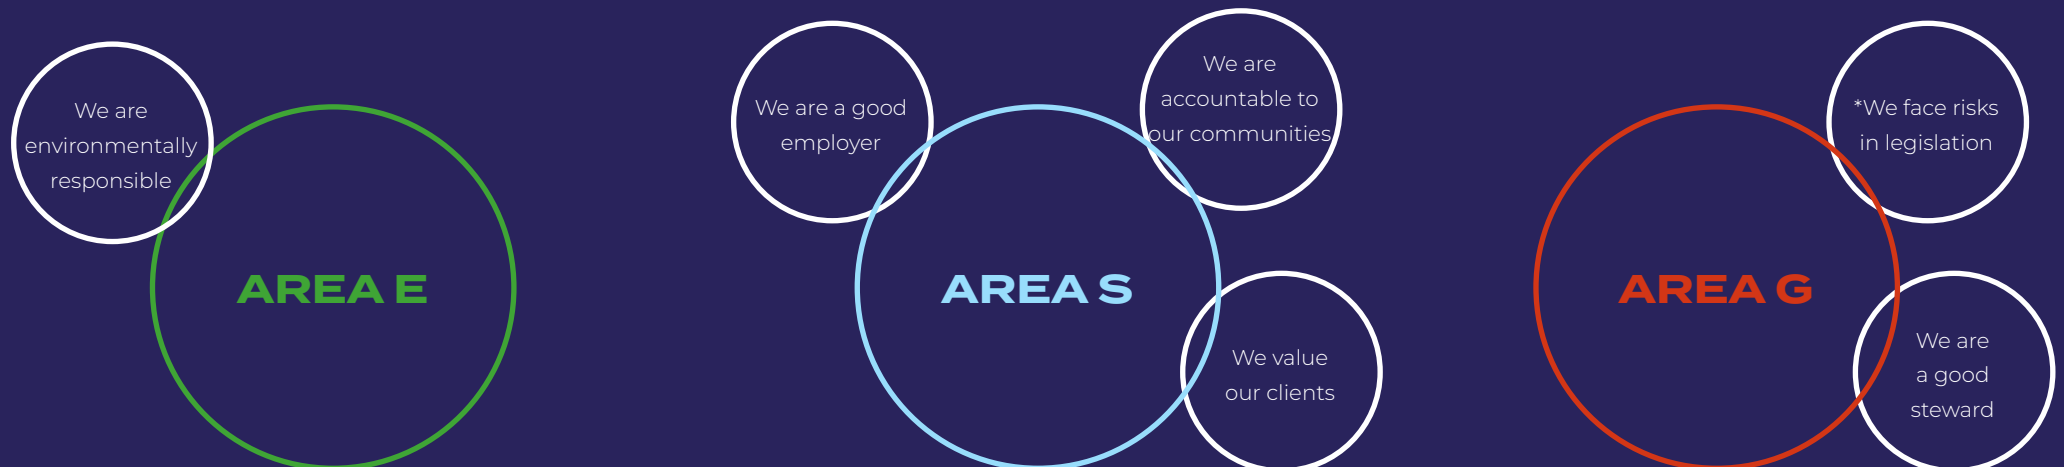 We are
environmentally
responsible
AREA E
We are a good
employer
We are
accountable to
our communities
AREA S
We value
our clients
*We face risks
in legislation
AREA G
We are
a good
steward